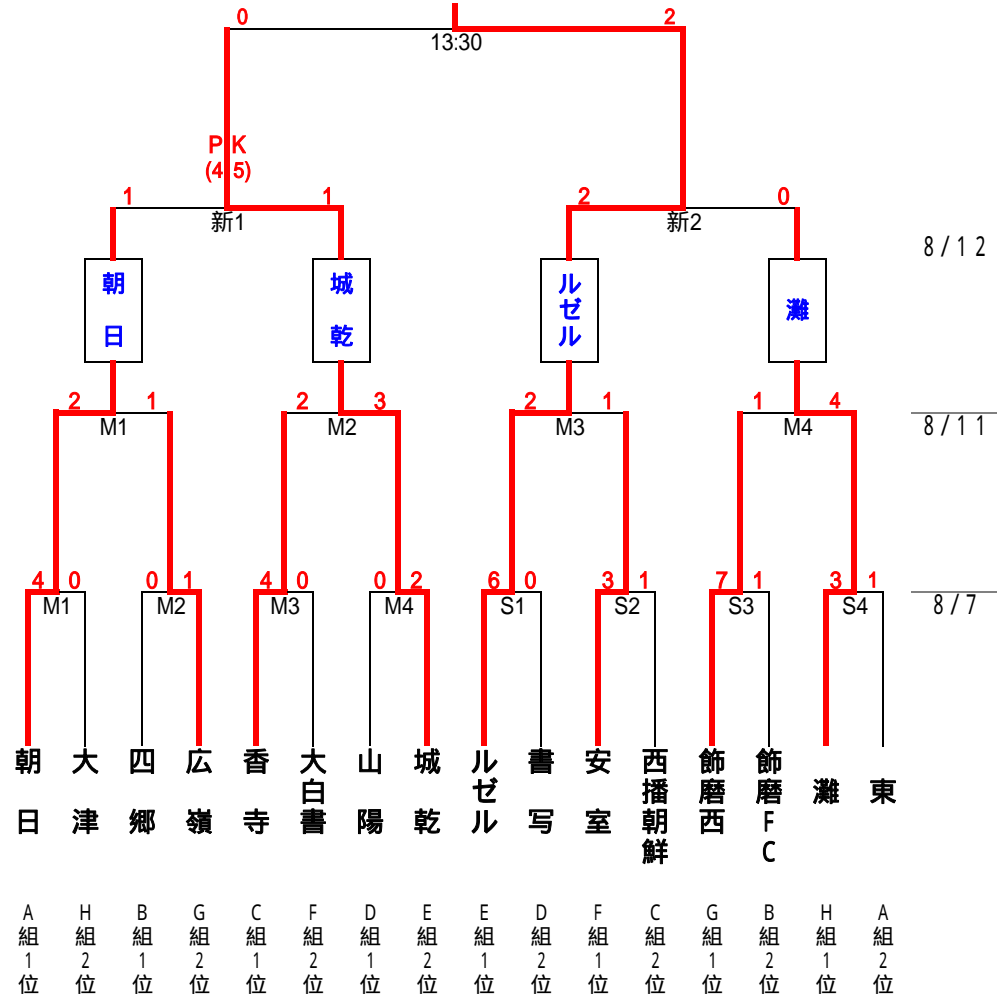 0 2
13:30
PK
(4 5)
1 1 2 0
新1 新2
8/12
朝日 城乾 ルゼル 灘
2 1 2 3 2 1 1 4
M1 M2 M3 M4
8/11
4 0 0 1 4 0 0 2 6 0 3 1 7 1 3 1
M1 M2 M3 M4 S1 S2 S3 S4
8/7
朝日
大津
四郷
広嶺
香寺
大白書
山陽
城乾
ルゼル
書写
安室
西播朝鮮
飾磨西
飾磨FC
灘
東
A組1位
H組2位
B組1位
G組2位
C組1位
F組2位
D組1位
E組2位
E組1位
D組2位
F組1位
C組2位
G組1位
B組2位
H組1位
A組2位